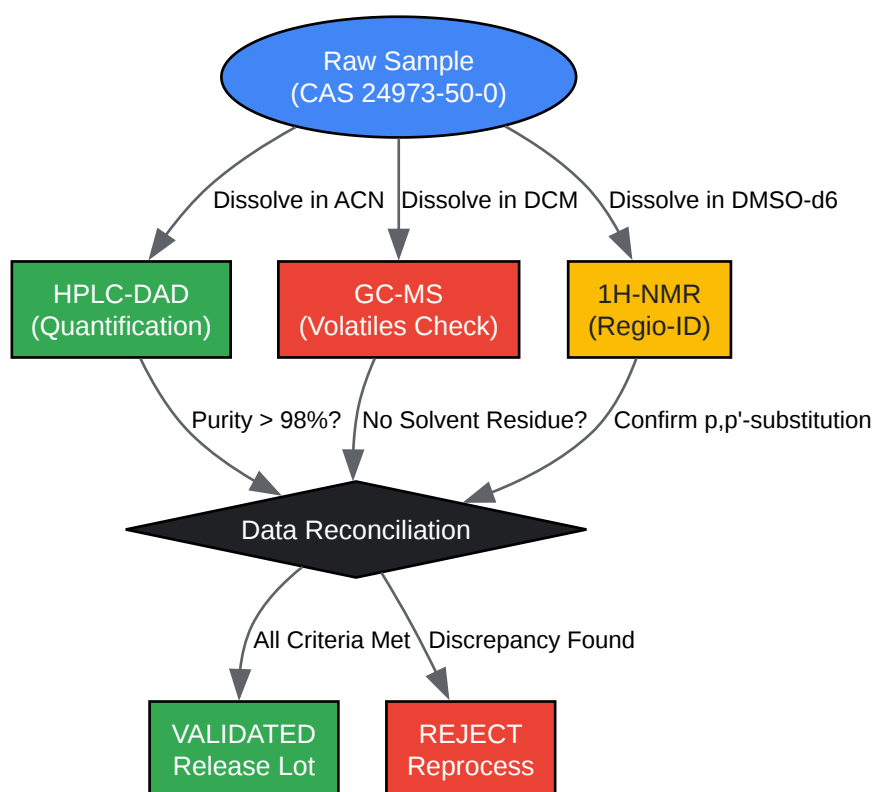 Raw Sample
(CAS 24973-50-0)
Dissolve in ACN
Dissolve in DCM
Dissolve in DMSO-d6
HPLC-DAD
(Quantification)
GC-MS
(Volatiles Check)
1H-NMR
(Regio-ID)
Purity > 98%?
No Solvent Residue?
Confirm p,p'-substitution
Data Reconciliation
All Criteria Met
Discrepancy Found
VALIDATED
Release Lot
REJECT
Reprocess